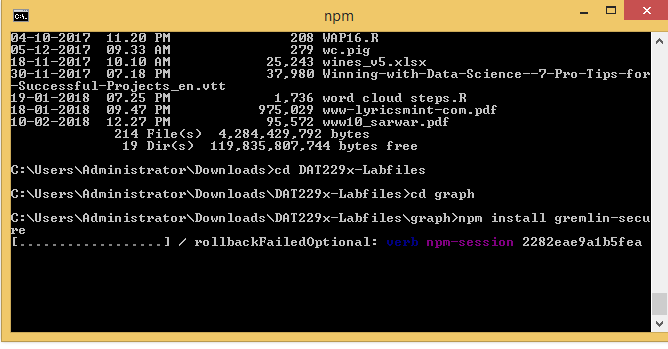 npm
04-10-2017 11.20 PM 208 WAP16.R
05-12-2017 09.33 AM 279 wc.pig
18-11-2017 10.10 AM 25,243 wines_v5.xlsx
30-11-2017 07.18 PM 37,980 Winning-with-Data-Science--7-Pro-Tips-for
-Successful-Projects_en.vtt
19-01-2018 07.25 PM 1,736 word cloud steps.R
18-01-2018 09.47 PM 975,029 www-lyricsmint-com.pdf
10-02-2018 12.27 PM 95,572 www10_sarwar.pdf
214 File(s) 4,284,429,792 bytes
19 Dir(s) 119,835,807,744 bytes free
C:\Users\Administrator\Downloads>cd DAT229x-Labfiles
C:\Users\Administrator\Downloads\DAT229x-Labfiles>cd graph
C:\Users\Administrator\Downloads\DAT229x-Labfiles\graph>npm install gremlin-secu
re
[..................] / rollbackFailedOptional: verb npm-session 2282eae9a1b5fea